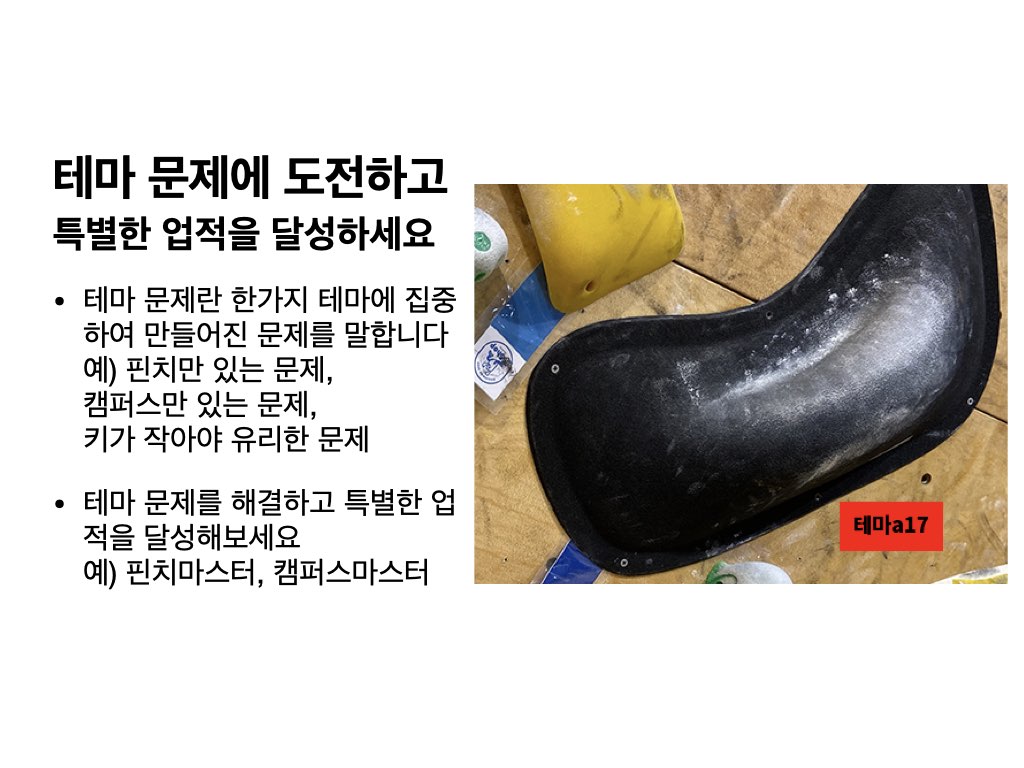 테마 문제에 도전하고
특별한 업적을 달성하세요
• 테마 문제란 한가지 테마에 집중
하여 만들어진 문제를 말합니다
예) 핀치만 있는 문제,
캠퍼스만 있는 문제,
키가 작아야 유리한 문제
• 테마 문제를 해결하고 특별한 업
적을 달성해보세요
예) 핀치마스터, 캠퍼스마스터
테마a17